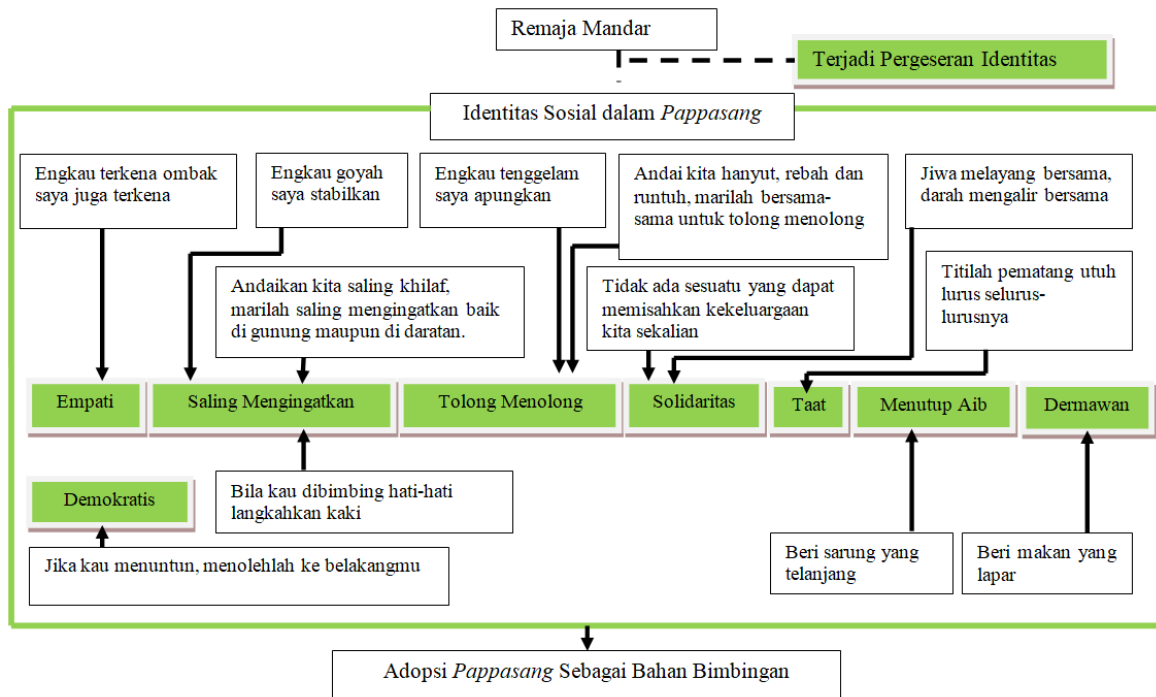 Remaja Mandar
Terjadi Pergeseran Identitas
Identitas Sosial dalam Pappasang
Engkau terkena ombak
saya juga terkena
Engkau goyah
saya stabilkan
Engkau tenggelam
saya apungkan
Andai kita hanyut, rebah dan
runtuh, marilah bersama-
sama untuk tolong menolong
Jiwa melayang bersama,
darah mengalir bersama
Andaikan kita saling khilaf,
marilah saling mengingatkan baik
di gunung maupun di daratan.
Tidak ada sesuatu yang dapat
memisahkan kekeluargaan
kita sekalian
Titilah pematang utuh
lurus selurus-
lurusnya
Empati
Saling Mengingatkan
Tolong Menolong
Solidaritas
Taat
Menutup Aib
Dermawan
Demokratis
Bila kau dibimbing hati-hati
langkahkan kaki
Jika kau menuntun, menolehlah ke belakangmu
Beri sarung yang
telanjang
Beri makan yang
lapar
Adopsi Pappasang Sebagai Bahan Bimbingan